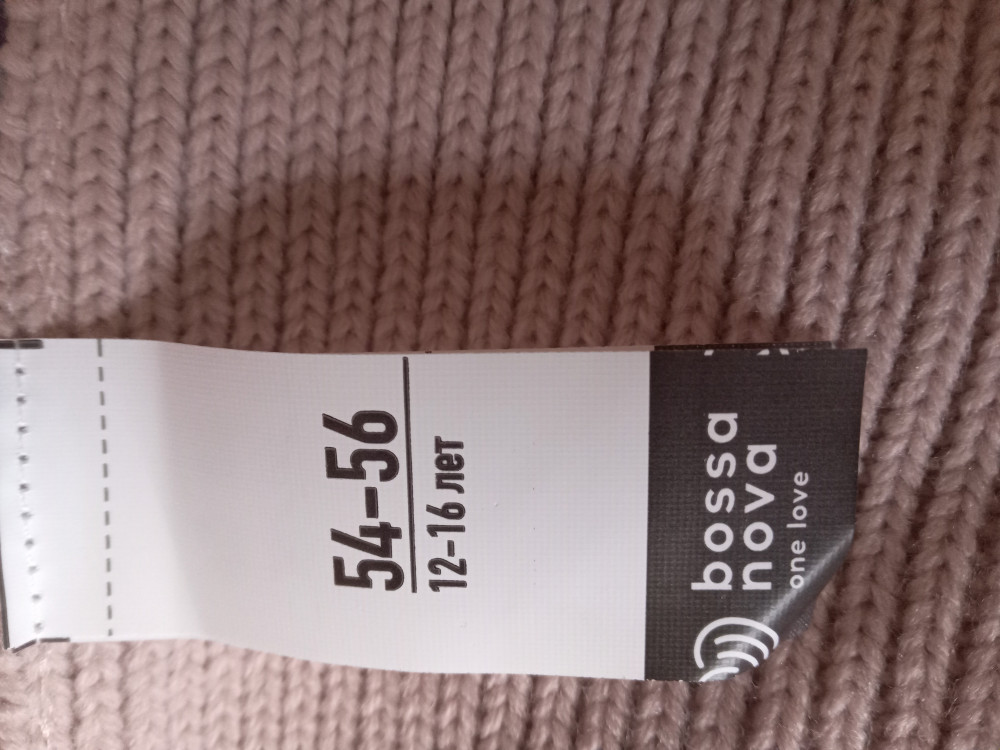 54-56
12-16 лет
bossa
nova
one love